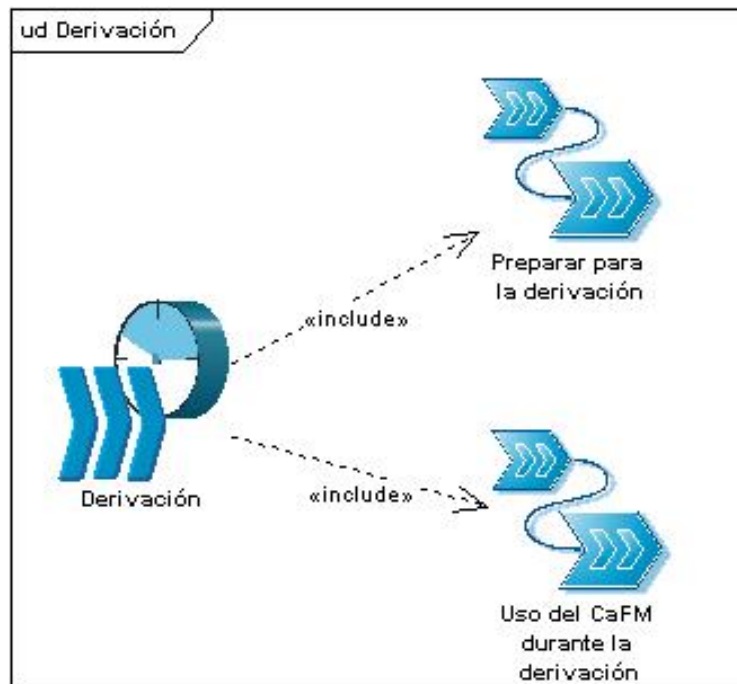 ud Derivación
Preparar para
la derivación
«include»
Derivación
«include»
Uso del CaFM
durante la
derivación